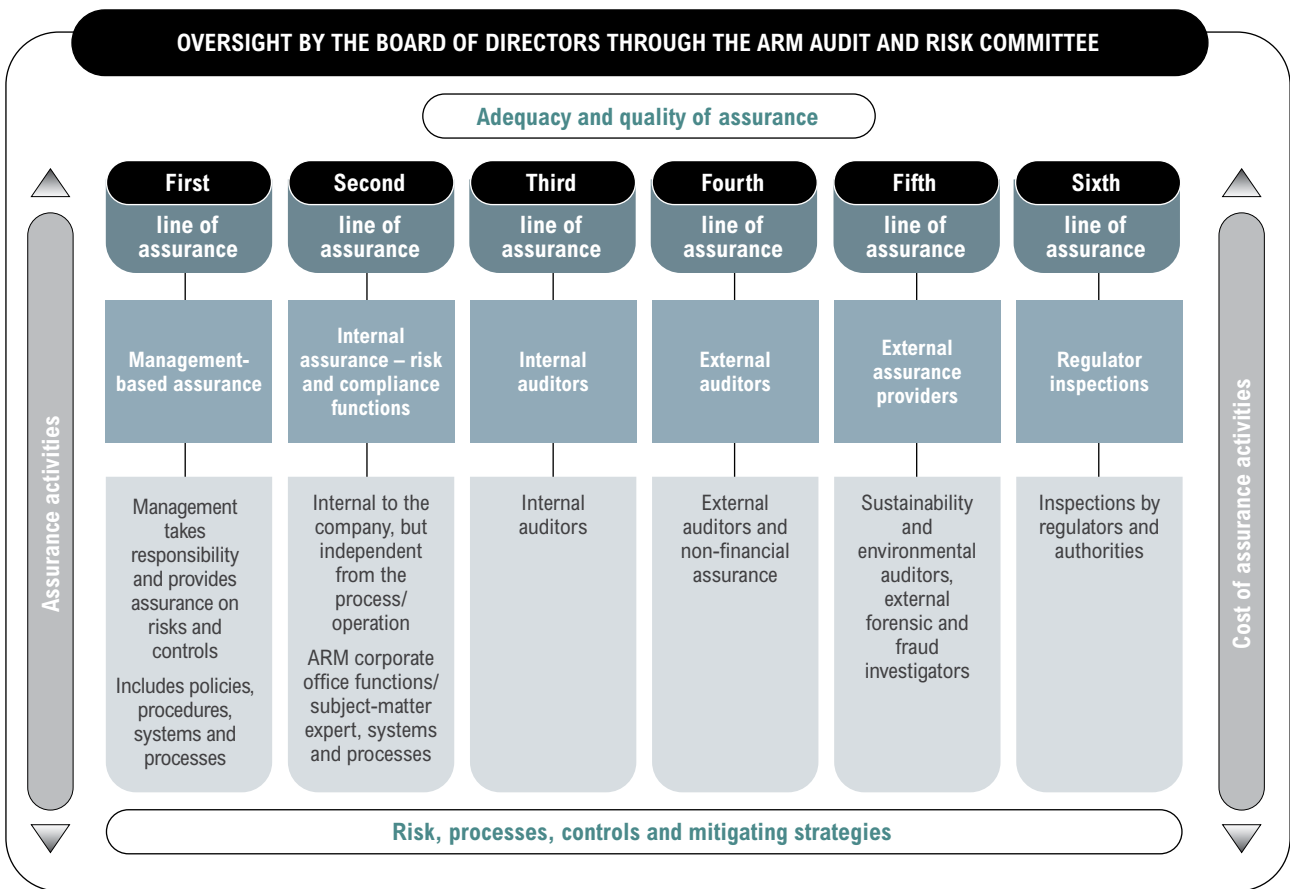 OVERSIGHT BY THE BOARD OF DIRECTORS THROUGH THE ARM AUDIT AND RISK COMMITTEE
Adequacy and quality of assurance
Assurance activities
First
line of
assurance
Management-
based assurance
Management
takes
responsibility
and provides
assurance on
risks and
controls
Includes policies,
procedures,
systems and
processes
Second
line of
assurance
Internal
assurance – risk
and compliance
functions
Internal to the
company, but
independent
from the
process/
operation
ARM corporate
office functions/
subject-matter
expert, systems
and processes
Third
line of
assurance
Internal
auditors
Internal
auditors
Fourth
line of
assurance
External
auditors
External
auditors and
non-financial
assurance
Fifth
line of
assurance
External
assurance
providers
Sustainability
and
environmental
auditors,
external
forensic and
fraud
investigators
Sixth
line of
assurance
Regulator
inspections
Inspections by
regulators and
authorities
Cost of assurance activities
Risk, processes, controls and mitigating strategies